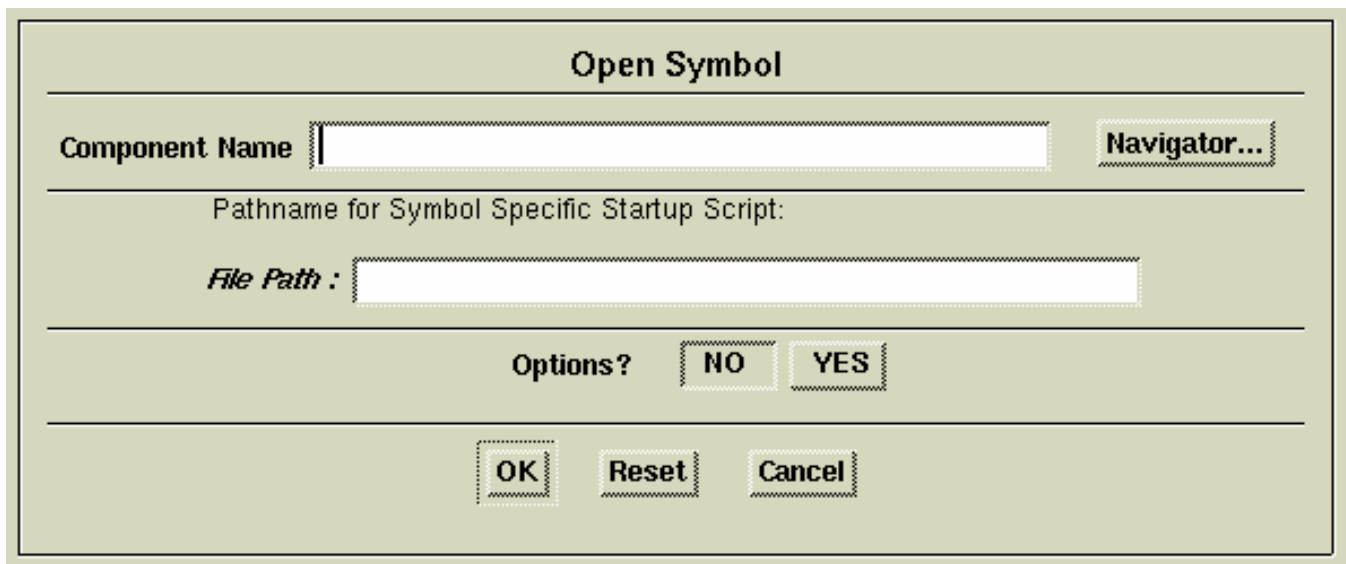 Open Symbol
Component Name Navigator...
Pathname for Symbol Specific Startup Script:
File Path :
Options? NO YES
OK Reset Cancel